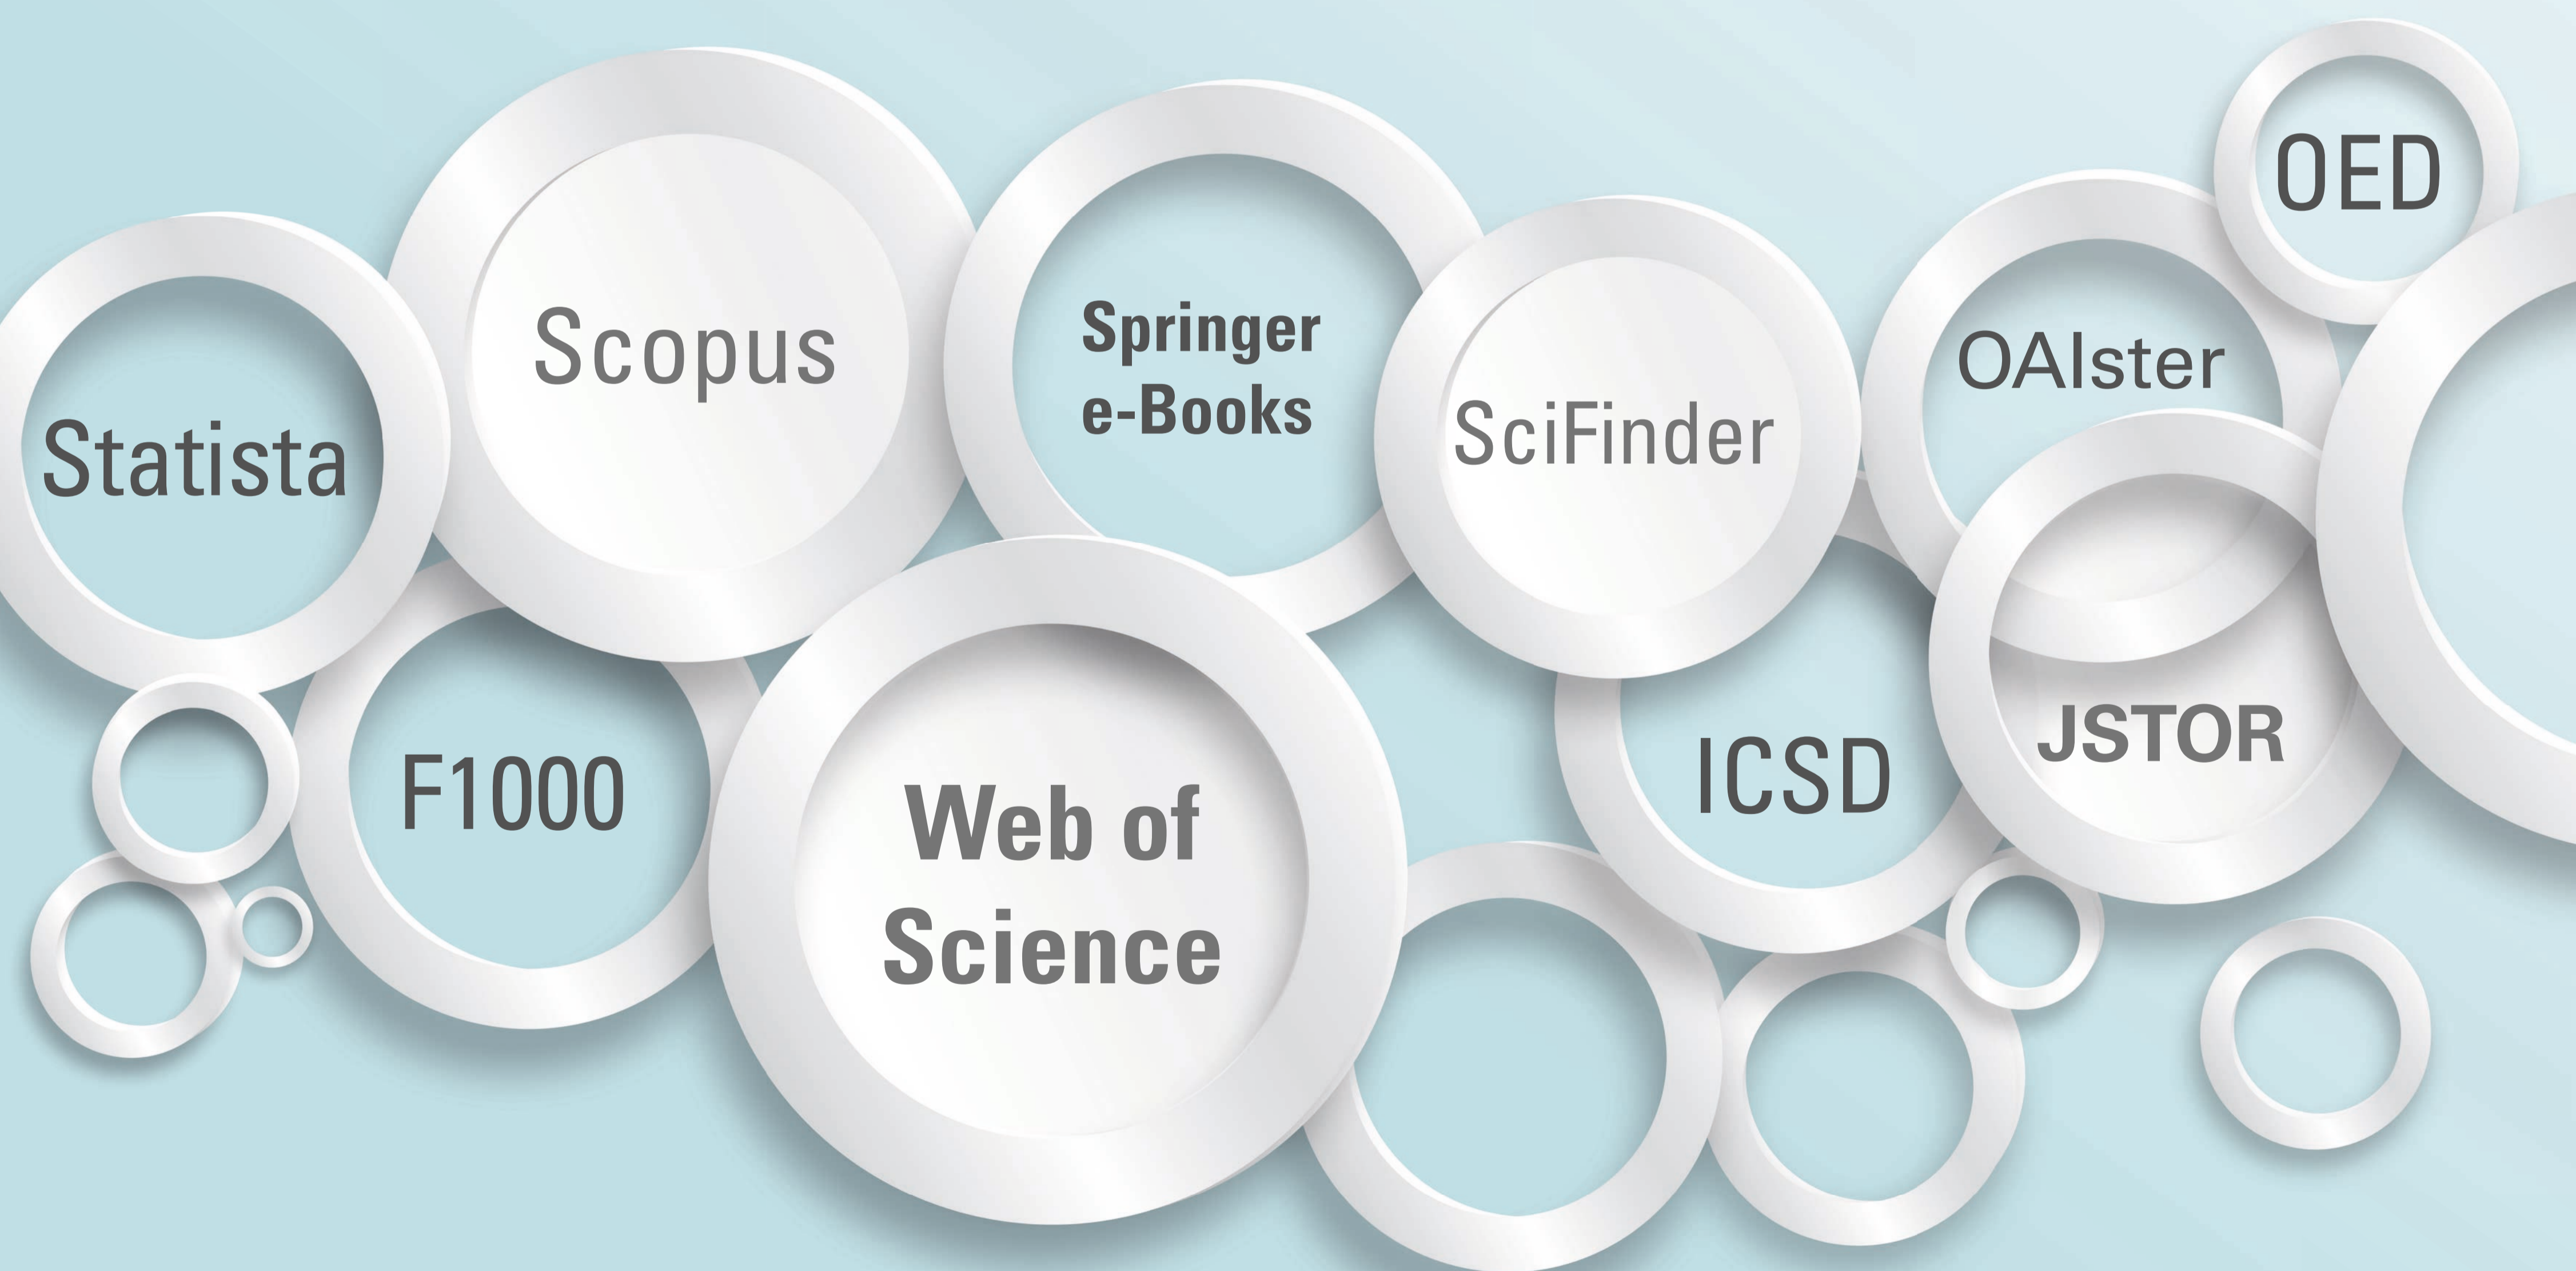 OED
Scopus
Springer
e-Books
OAIster
SciFinder
Statista
JSTOR
ICSD
F1000
Web of
Science